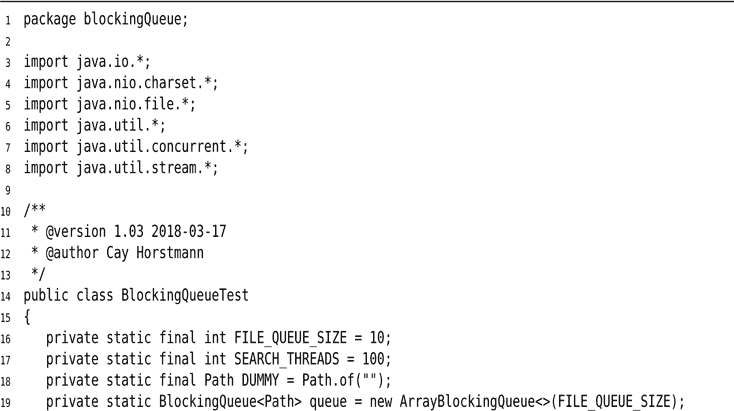 1 package blockingQueue;
2
3 import java.io.*;
4 import java.nio.charset.*;
5 import java.nio.file.*;
6 import java.util.*;
7 import java.util.concurrent.*;
8 import java.util.stream.*;
9
10 /**
11  * @version 1.03 2018-03-17
12  * @author Cay Horstmann
13  */
14 public class BlockingQueueTest
15 {
16    private static final int FILE_QUEUE_SIZE = 10;
17    private static final int SEARCH_THREADS = 100;
18    private static final Path DUMMY = Path.of("");
19    private static BlockingQueue<Path> queue = new ArrayBlockingQueue<>(FILE_QUEUE_SIZE);